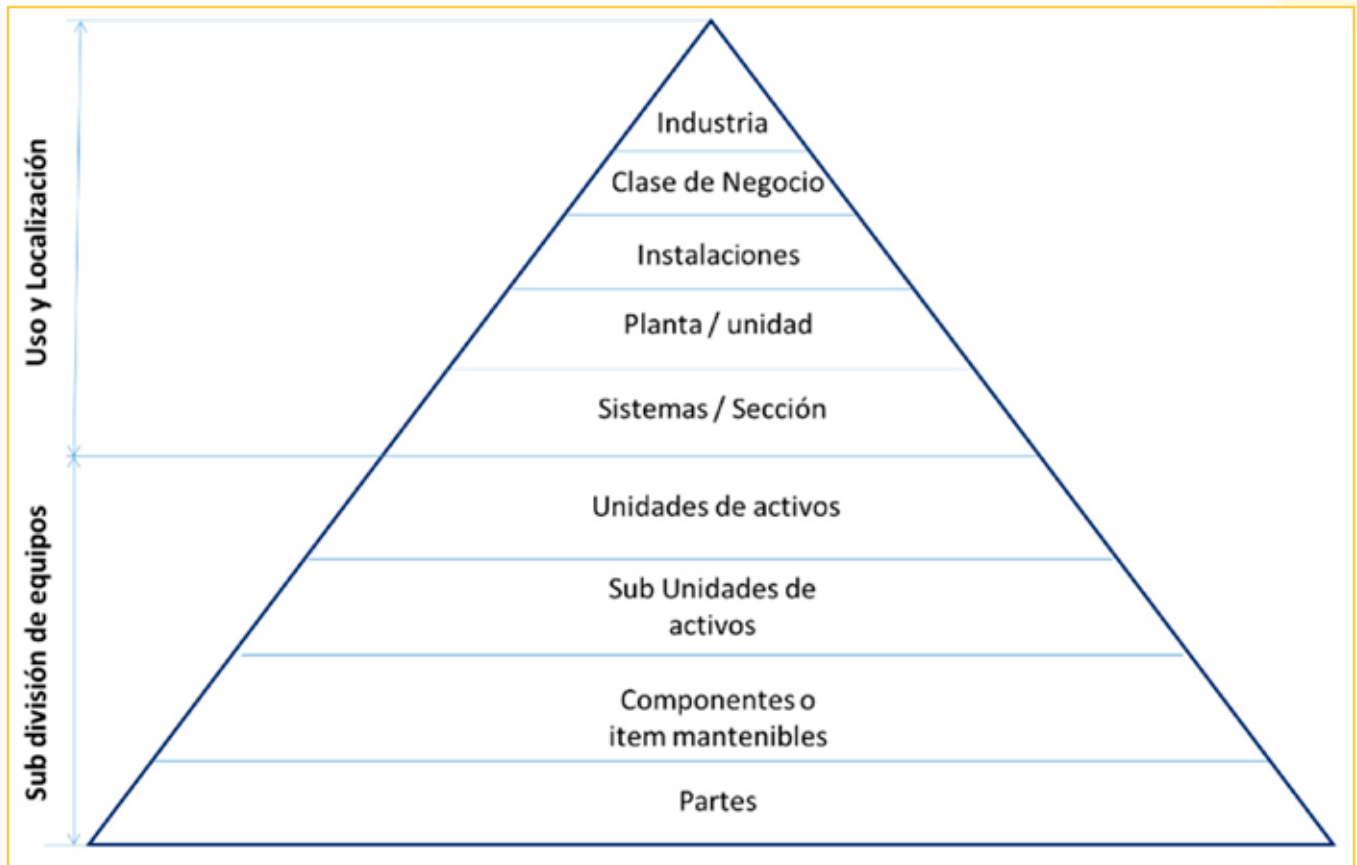 Uso y Localización
Sub división de equipos
Industria
Clase de Negocio
Instalaciones
Planta / unidad
Sistemas / Sección
Unidades de activos
Sub Unidades de
activos
Componentes o
item mantenibles
Partes